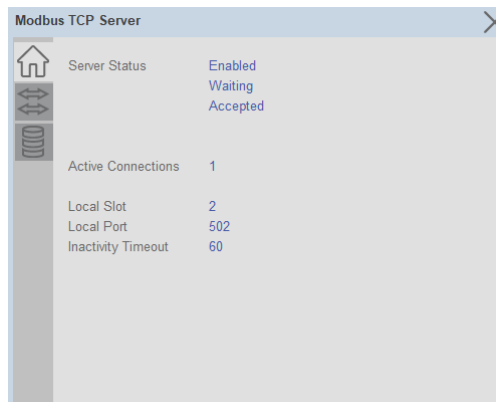 Modbus TCP Server
Server Status Enabled
Waiting
Accepted
Active Connections 1
Local Slot 2
Local Port 502
Inactivity Timeout 60